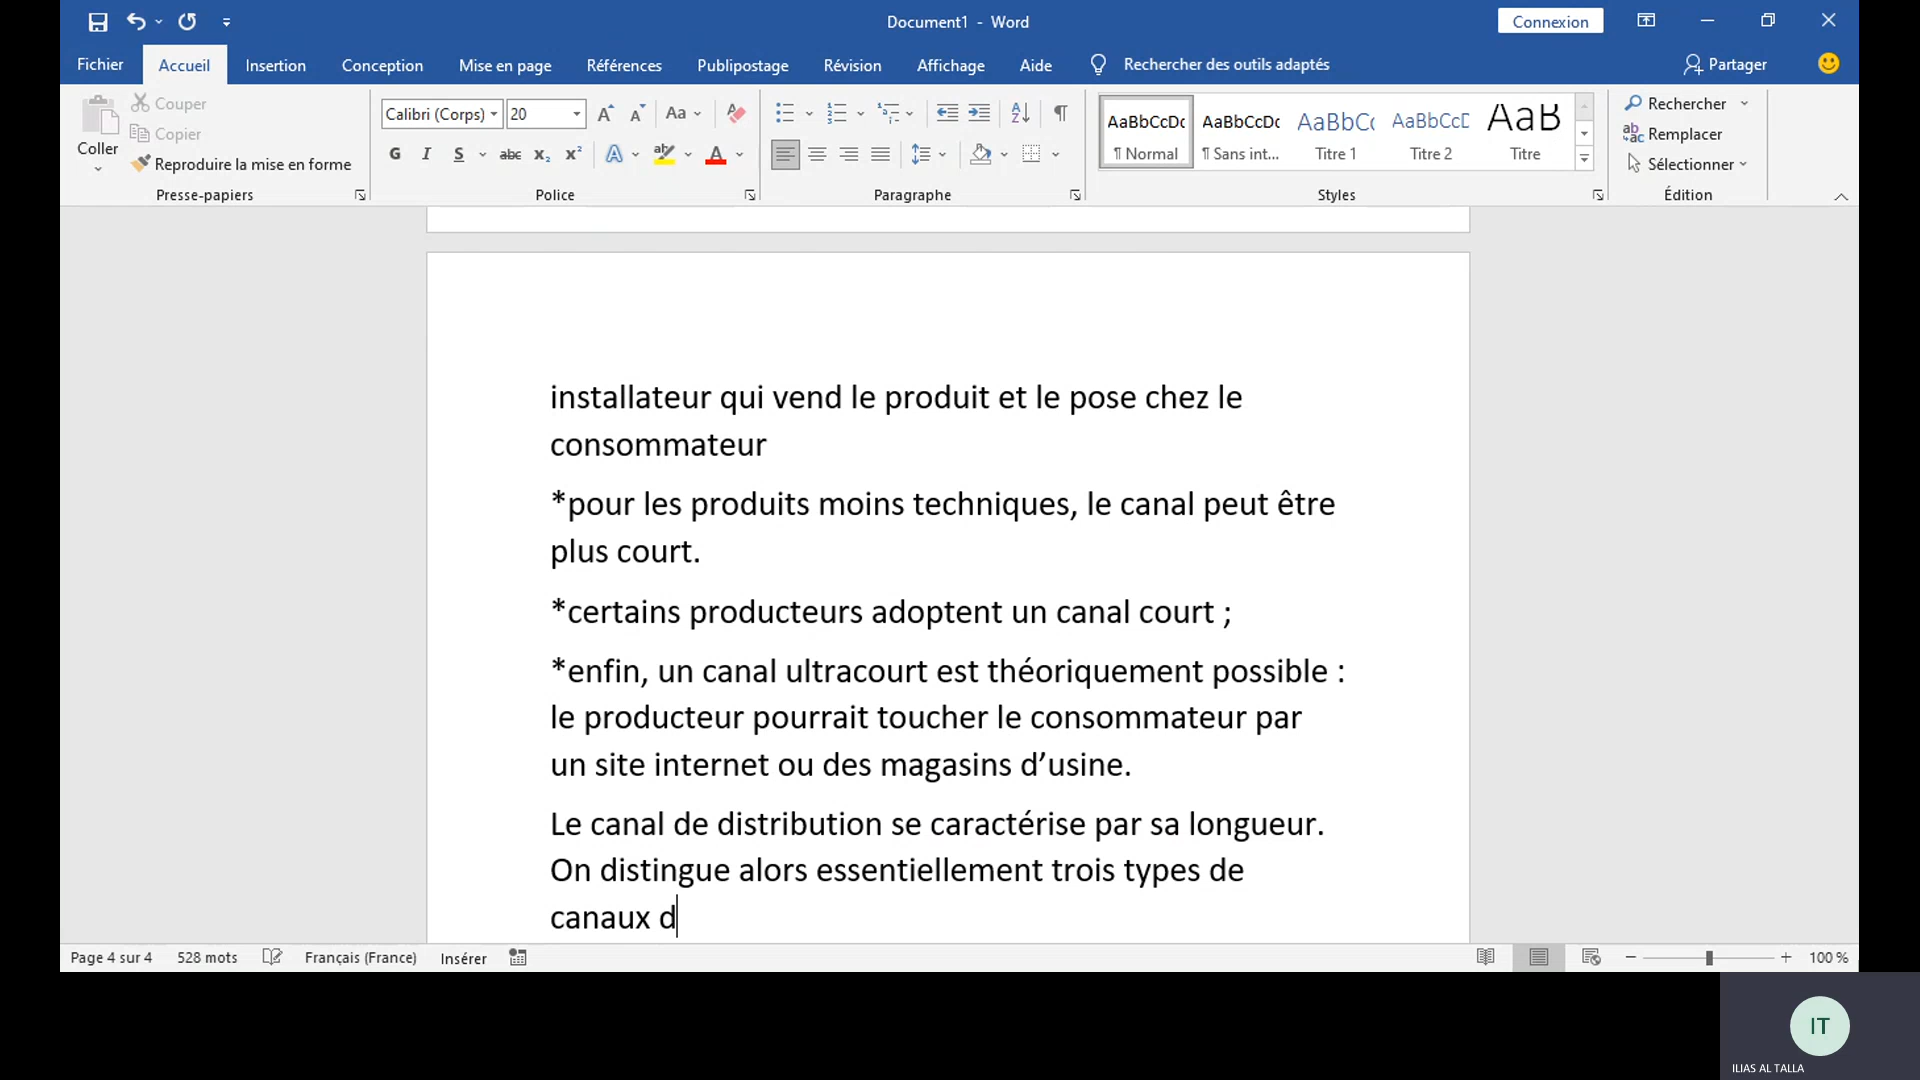 Document1 - Word
Connexion
Fichier Accueil Insertion Conception Mise en page Références Publipostage Révision Affichage Aide Rechercher des outils adaptés Partager
Coller
Couper
Copier
Reproduire la mise en forme
Presse-papiers
Calibri (Corps) 20 Aa
G I S abc x₂ x² A A
Police
Paragraphe
AaBbCcDc AaBbCcDc AaBbCc AaBbCcD AaB
¶ Normal ¶ Sans int... Titre 1 Titre 2 Titre
Styles
Rechercher
Remplacer
Sélectionner
Édition
installateur qui vend le produit et le pose chez le
consommateur
*pour les produits moins techniques, le canal peut être
plus court.
*certains producteurs adoptent un canal court ;
*enfin, un canal ultracourt est théoriquement possible :
le producteur pourrait toucher le consommateur par
un site internet ou des magasins d’usine.
Le canal de distribution se caractérise par sa longueur.
On distingue alors essentiellement trois types de
canaux d
Page 4 sur 4 528 mots Français (France) Insérer 100 %
IT
ILIAS AL TALLA